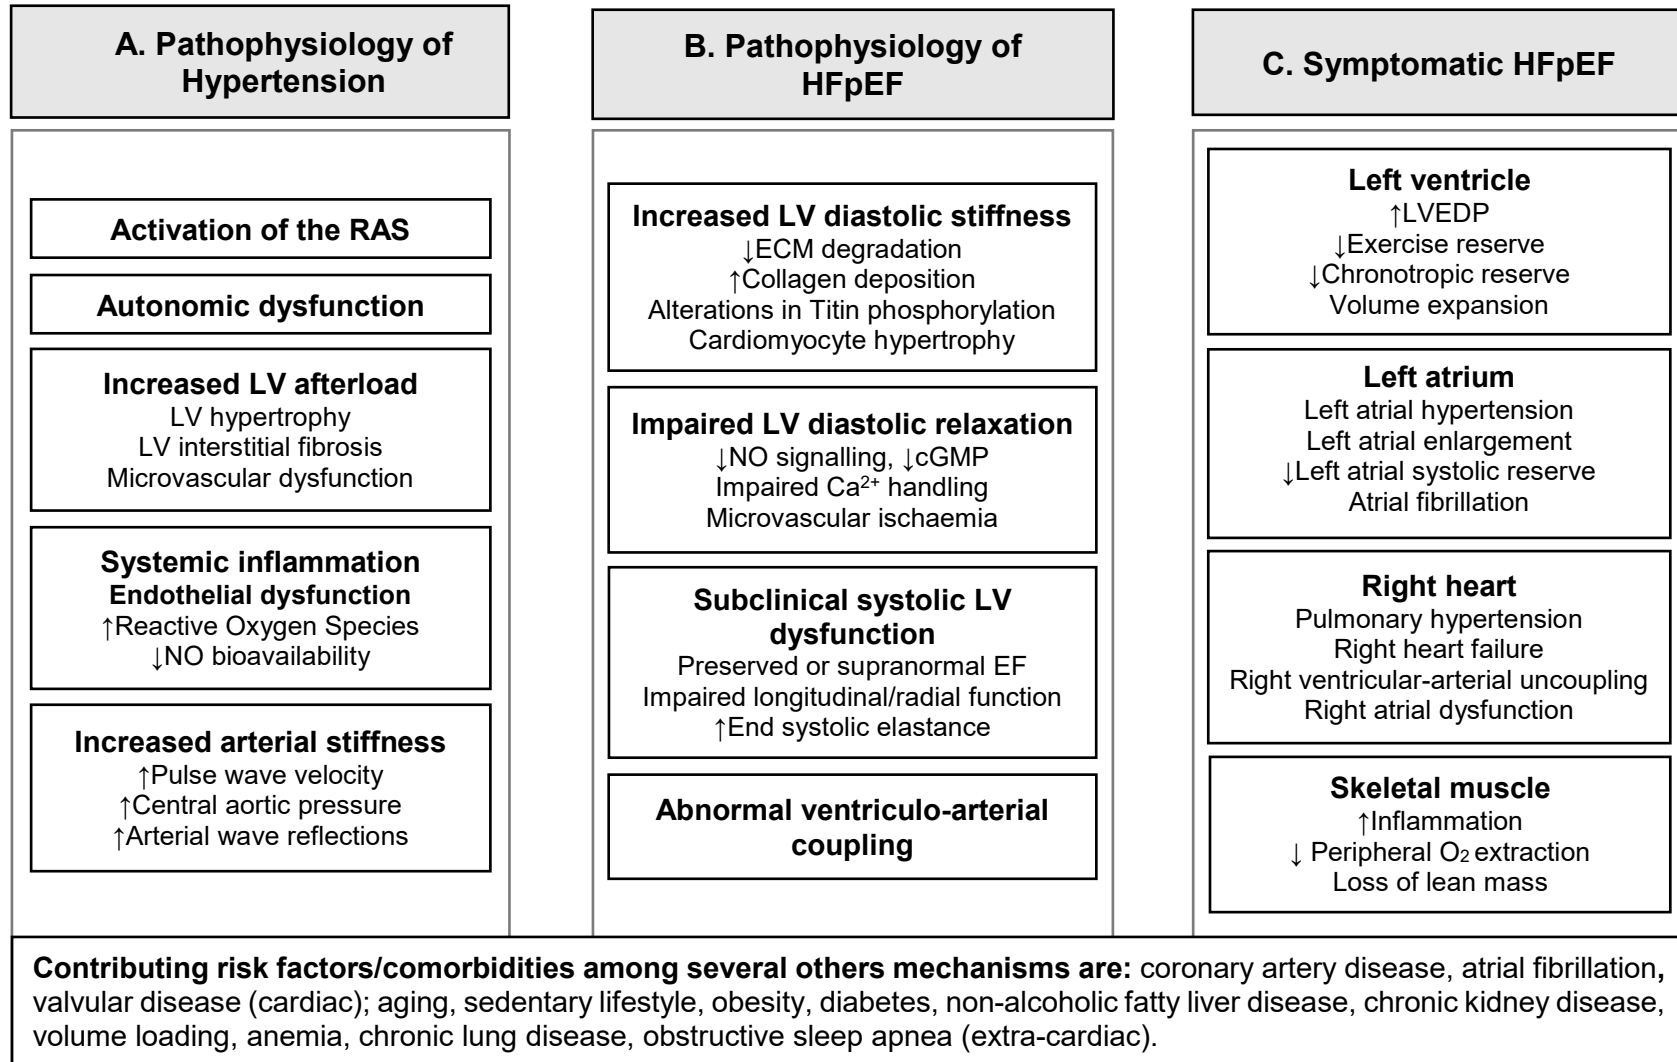 A. Pathophysiology of
Hypertension
Activation of the RAS
Autonomic dysfunction
Increased LV afterload
LV hypertrophy
LV interstitial fibrosis
Microvascular dysfunction
Systemic inflammation
Endothelial dysfunction
↑Reactive Oxygen Species
↓NO bioavailability
Increased arterial stiffness
↑Pulse wave velocity
↑Central aortic pressure
↑Arterial wave reflections
B. Pathophysiology of
HFpEF
Increased LV diastolic stiffness
↓ECM degradation
↑Collagen deposition
Alterations in Titin phosphorylation
Cardiomyocyte hypertrophy
Impaired LV diastolic relaxation
↓NO signalling, ↓cGMP
Impaired Ca²⁺ handling
Microvascular ischaemia
Subclinical systolic LV
dysfunction
Preserved or supranormal EF
Impaired longitudinal/radial function
↑End systolic elastance
Abnormal ventriculo-arterial
coupling
C. Symptomatic HFpEF
Left ventricle
↑LVEDP
↓Exercise reserve
↓Chronotropic reserve
Volume expansion
Left atrium
Left atrial hypertension
Left atrial enlargement
↓Left atrial systolic reserve
Atrial fibrillation
Right heart
Pulmonary hypertension
Right heart failure
Right ventricular-arterial uncoupling
Right atrial dysfunction
Skeletal muscle
↑Inflammation
↓ Peripheral O₂ extraction
Loss of lean mass
Contributing risk factors/comorbidities among several others mechanisms are: coronary artery disease, atrial fibrillation,
valvular disease (cardiac); aging, sedentary lifestyle, obesity, diabetes, non-alcoholic fatty liver disease, chronic kidney disease,
volume loading, anemia, chronic lung disease, obstructive sleep apnea (extra-cardiac).